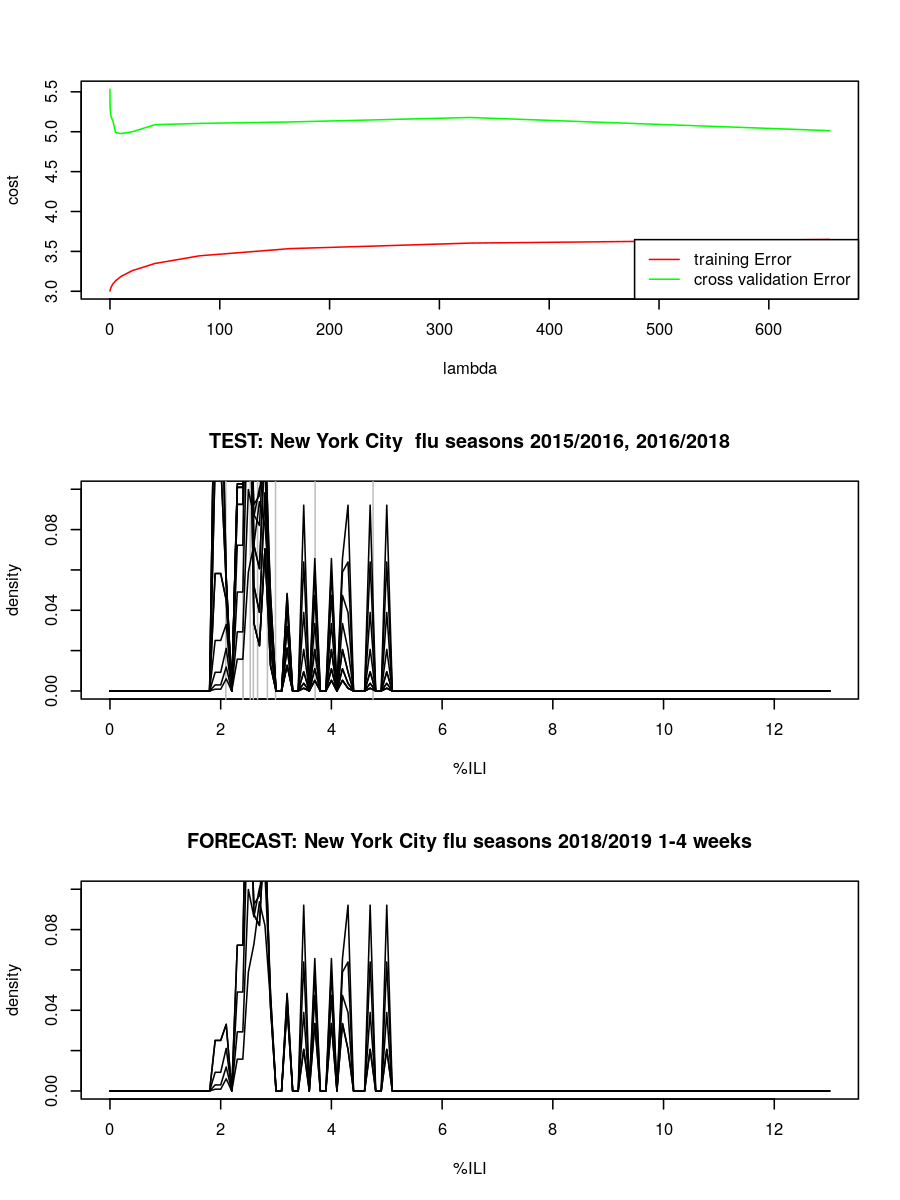 5.5
5.0
4.5
4.0
3.5
3.0
cost
training Error
cross validation Error
0 100 200 300 400 500 600
lambda
TEST: New York City  flu seasons 2015/2016, 2016/2018
0.08
0.04
0.00
density
0 2 4 6 8 10 12
%ILI
FORECAST: New York City flu seasons 2018/2019 1-4 weeks
0.08
0.04
0.00
density
0 2 4 6 8 10 12
%ILI